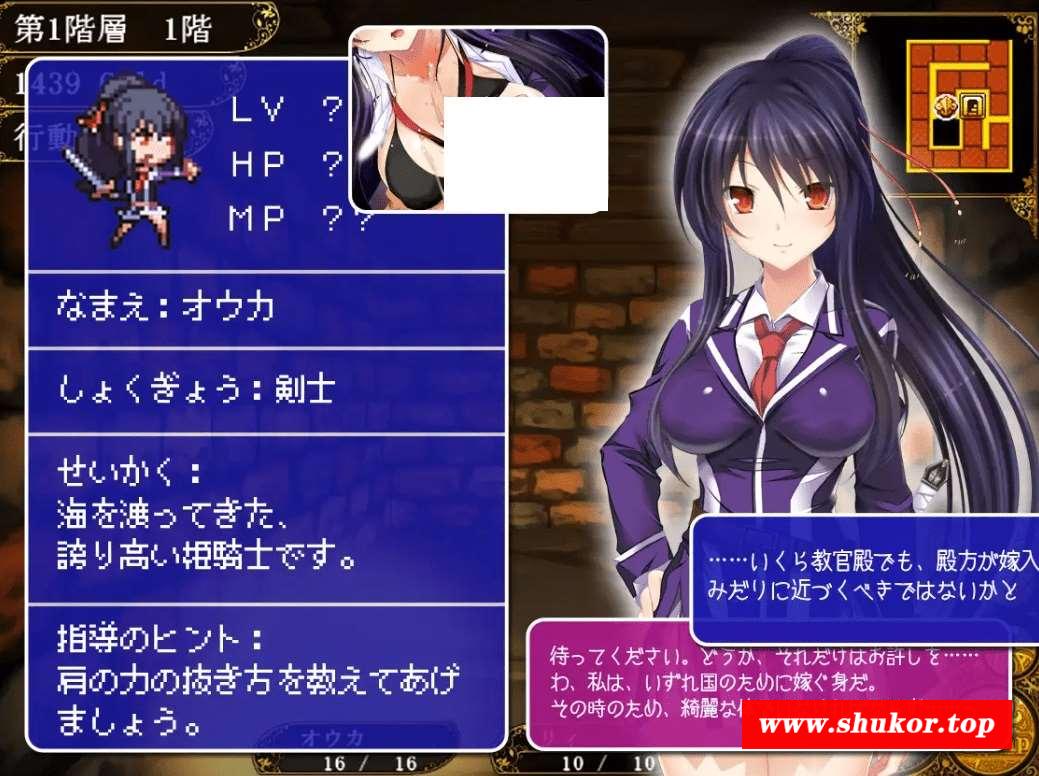 第1階層　1階
1439 Gold
行動
LV ?
HP ?
MP ??
なまえ：オウカ
しょくぎょう：剣士
せいかく：
海を渡ってきた、
誇り高い姫騎士です。
指導のヒント：
肩の力の抜き方を教えてあげ
ましょう。
……いくら教官殿でも、殿方が嫁入
みだりに近づくべきではないかと
待ってください。どうか、それだけはお許しを……
わ、私は、いずれ国のために嫁ぐ身だ。
その時のため、綺麗な
www.shukor.top
オウカ
16 / 16
10 / 10